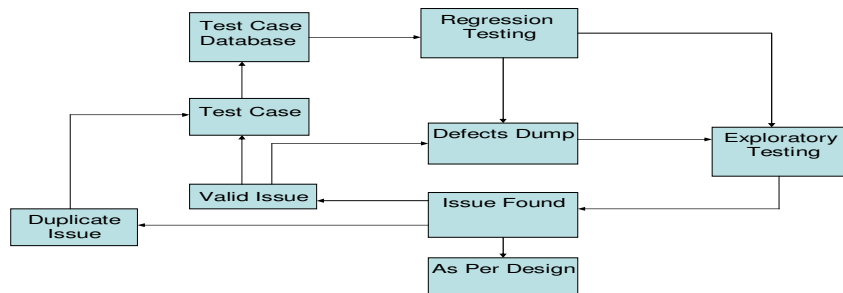 Test Case
Database
Regression
Testing
Test Case
Defects Dump
Exploratory
Testing
Valid Issue
Issue Found
Duplicate
Issue
As Per Design